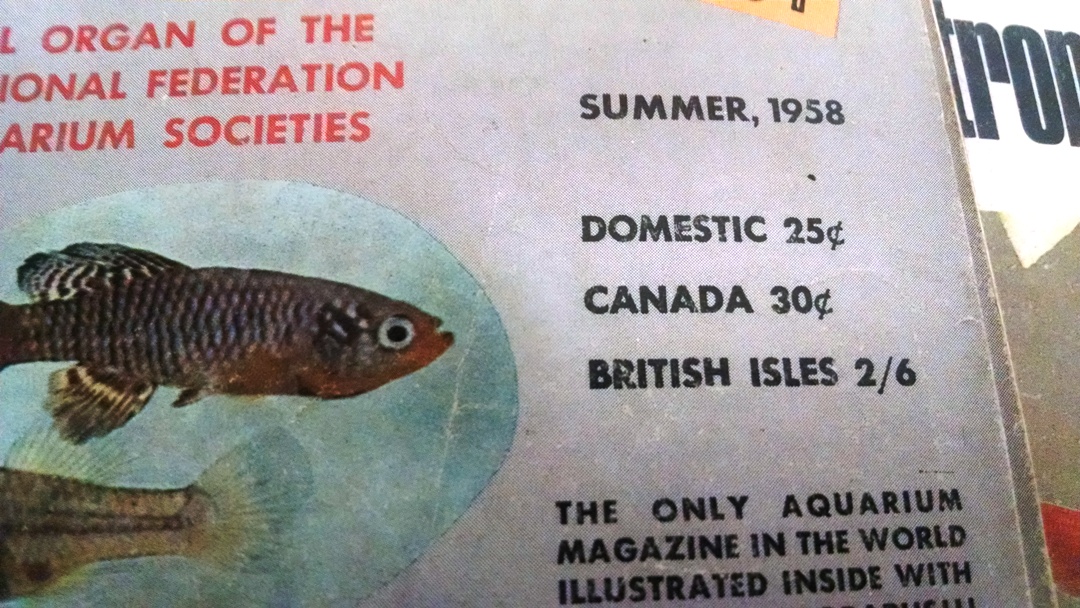 L ORGAN OF THE
IONAL FEDERATION
ARIUM SOCIETIES
SUMMER, 1958
DOMESTIC 25¢
CANADA 30¢
BRITISH ISLES 2/6
THE ONLY AQUARIUM
MAGAZINE IN THE WORLD
ILLUSTRATED INSIDE WITH
tron